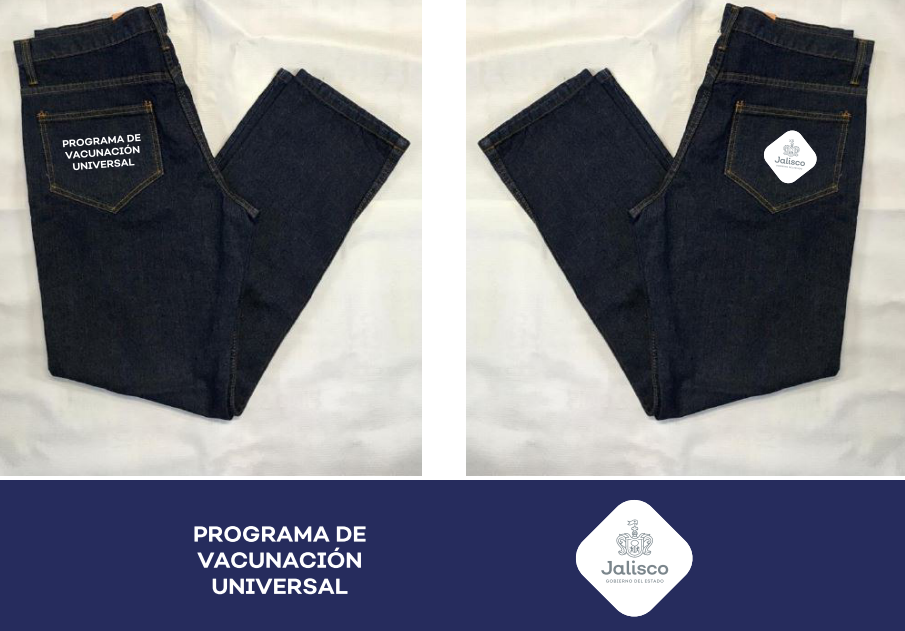 PROGRAMA DE
VACUNACIÓN
UNIVERSAL
Jalisco
PROGRAMA DE
VACUNACIÓN
UNIVERSAL
Jalisco
GOBIERNO DEL ESTADO